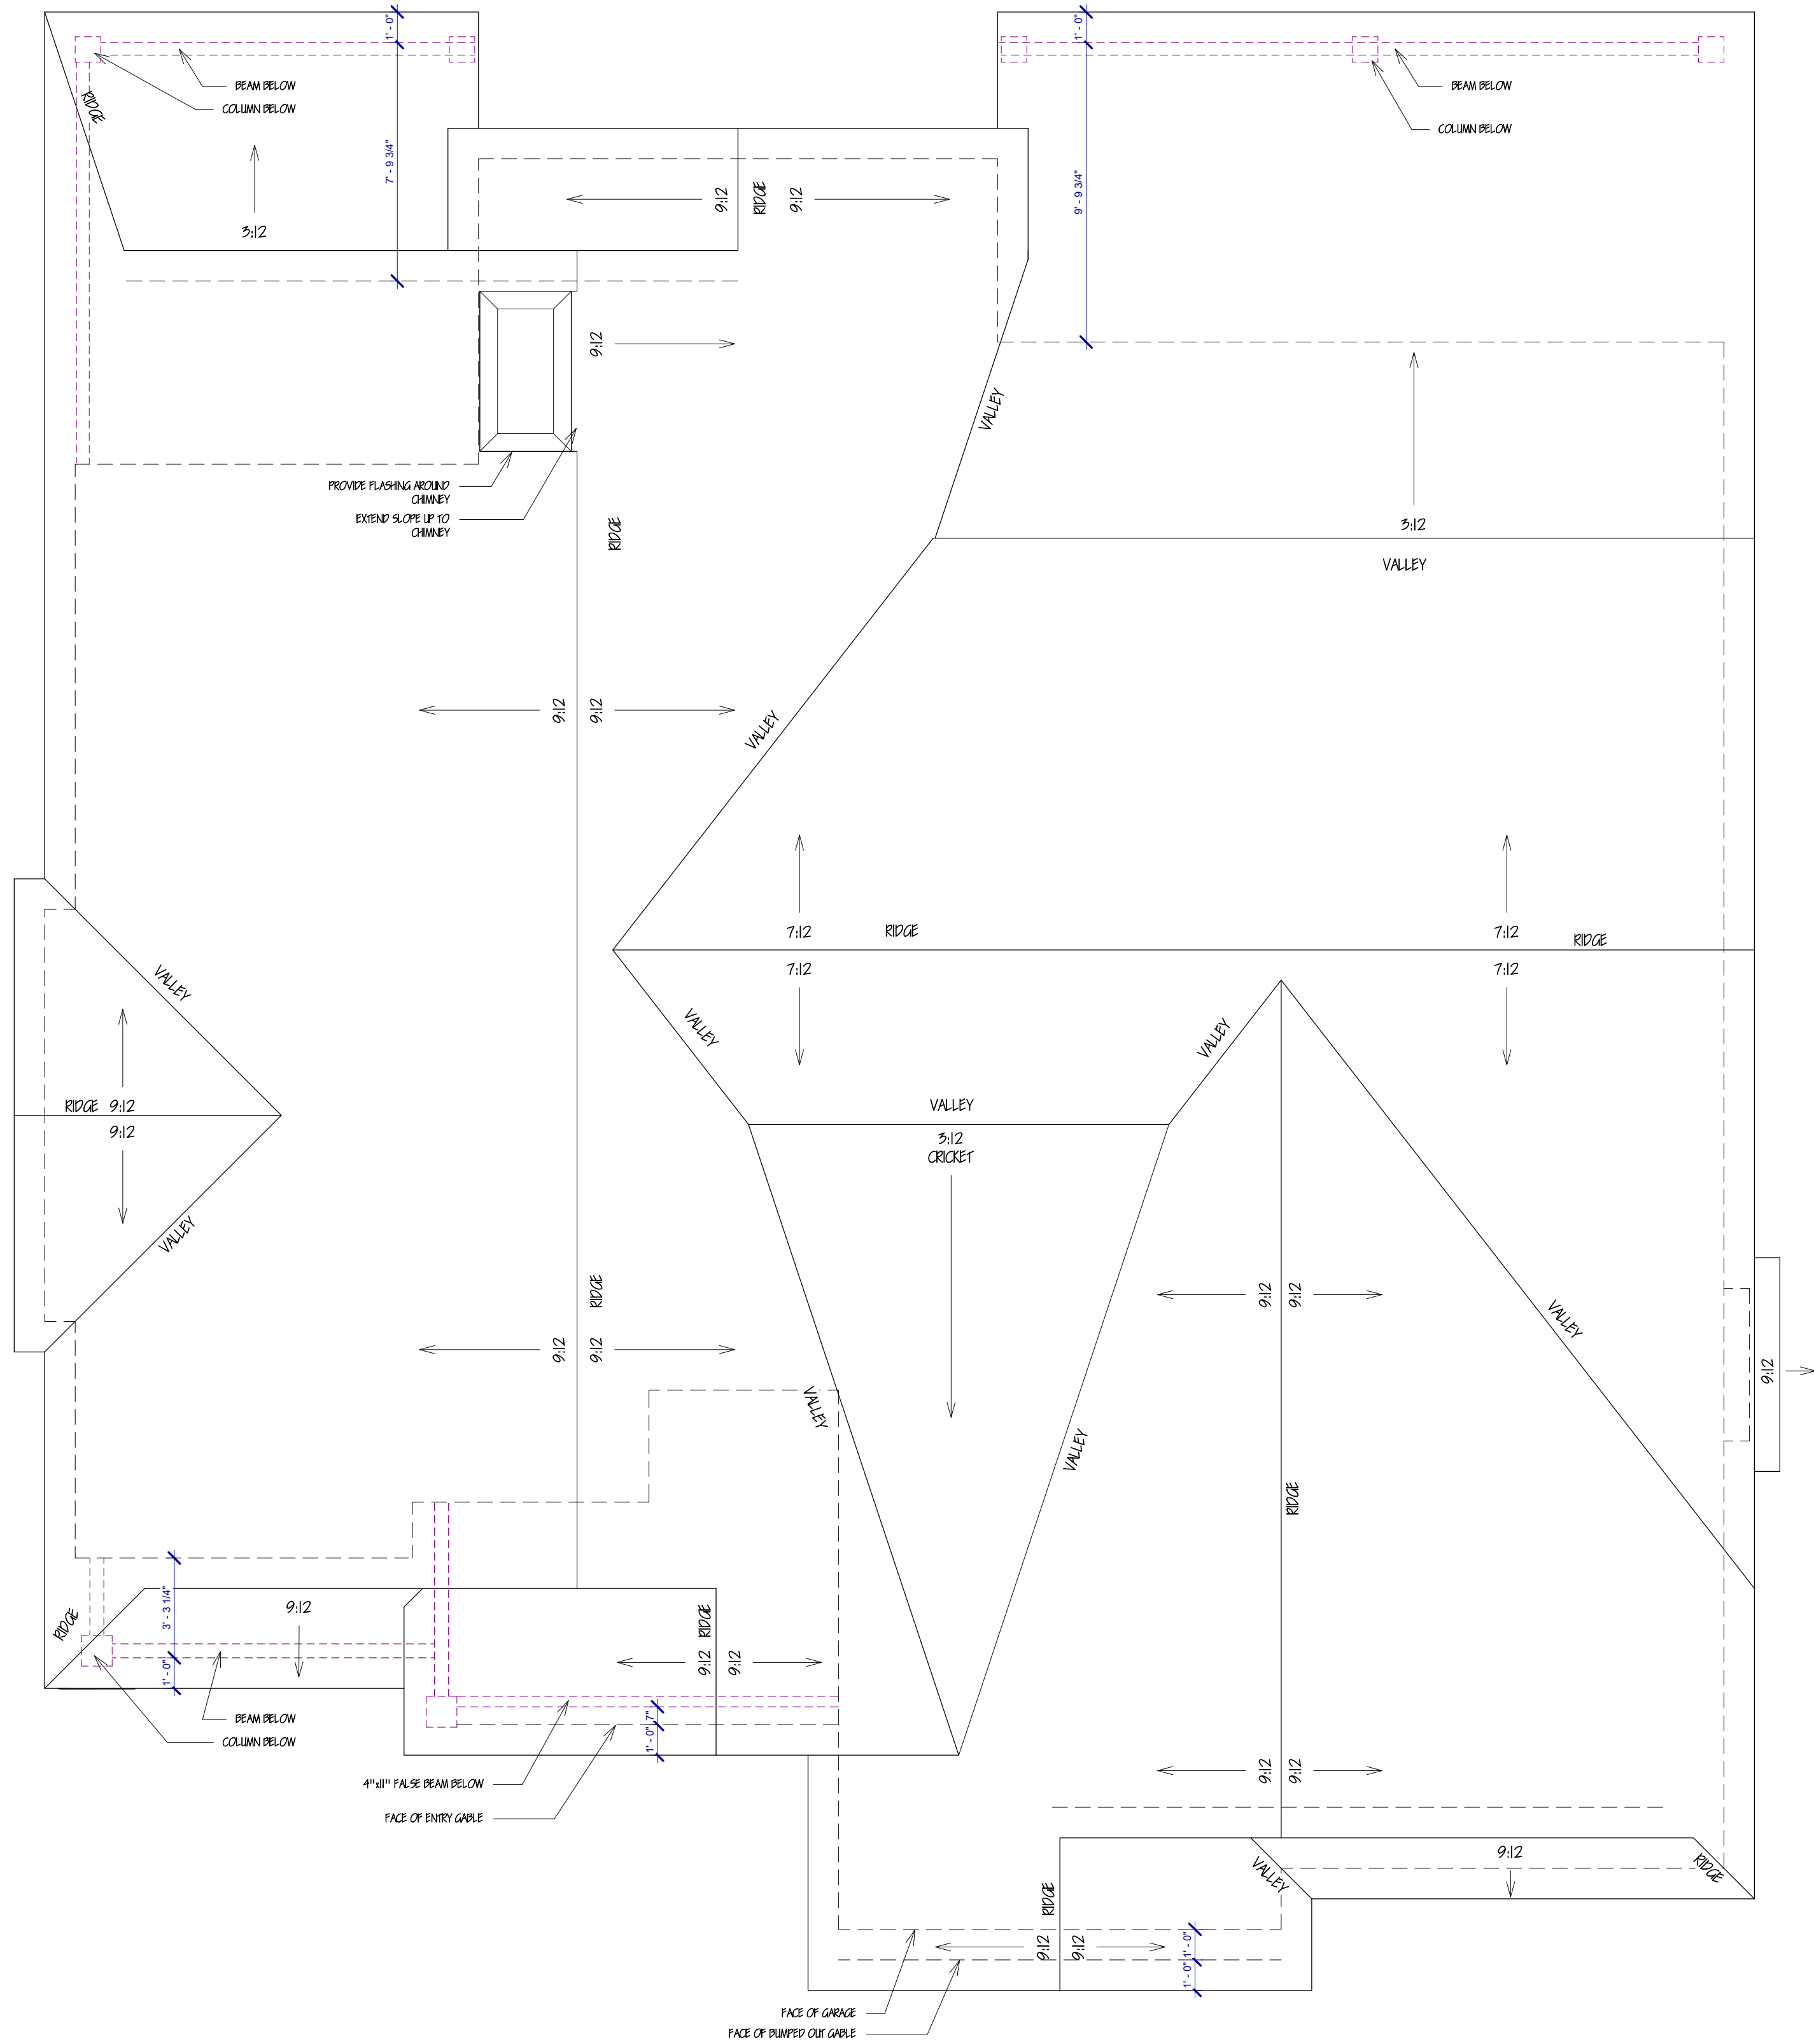 1' - 0"
1' - 0"
BEAM BELOW
BEAM BELOW
RIDGE
COLUMN BELOW
COLUMN BELOW
7' - 9 3/4"
9' - 9 3/4"
9:12
RIDGE
9:12
3:12
9:12
VALLEY
PROVIDE FLASHING AROUND
CHIMNEY
EXTEND SLOPE UP TO
CHIMNEY
RIDGE
3:12
VALLEY
9:12
9:12
VALLEY
7:12
RIDGE
7:12
RIDGE
7:12
7:12
VALLEY
VALLEY
VALLEY
RIDGE
9:12
9:12
VALLEY
VALLEY
3:12
CRICKET
RIDGE
9:12
9:12
9:12
9:12
VALLEY
9:12
VALLEY
VALLEY
RIDGE
3' - 3 1/4"
9:12
RIDGE
RIDGE
9:12
9:12
1' - 0"
BEAM BELOW
COLUMN BELOW
7"
1' - 0"
4"x11" FALSE BEAM BELOW
FACE OF ENTRY GABLE
9:12
9:12
9:12
VALLEY
RIDGE
RIDGE
9:12
9:12
1' - 0"
1' - 0"
FACE OF GARAGE
FACE OF BUMPED OUT GABLE